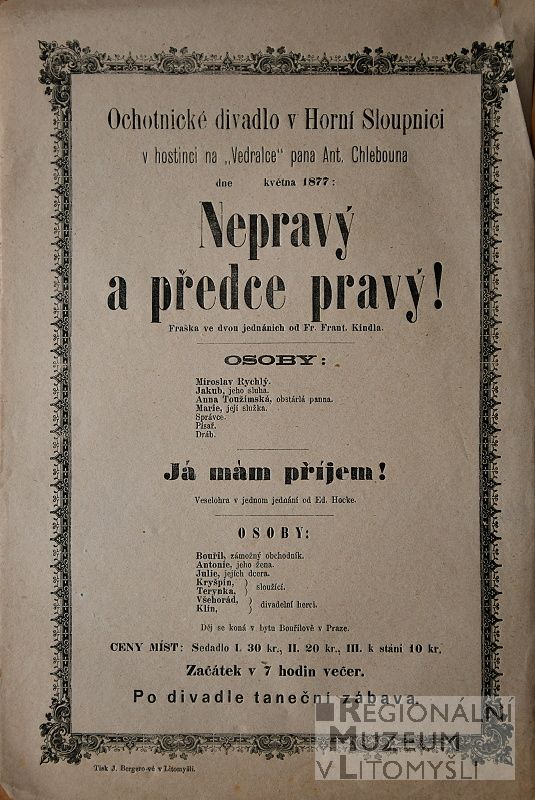 Ochotnické divadlo v Horní Sloupnici
v hostinci na „Vedralce" pana Ant. Chlebouna
dne května 1877:
Nepravý
a předce pravý!
Fraška ve dvou jednáních od Fr. Frant. Kindla.
OSOBY:
Miroslav Rychlý.
Jakub, jeho sluha.
Anna Toužimská, obstárlá panna.
Marie, její služka.
Správce.
Písař.
Dráb.
Já mám příjem!
Veselohra v jednom jednání od Ed. Hocke.
OSOBY:
Bouřil, zámožný obchodník.
Antonie, jeho žena.
Julie, jejich dcera.
Kryšpín, )
Terynka, ) sloužící.
Všehorád, )
Klin, ) divadelní herci.
Děj se koná v bytu Bouřilově v Praze.
CENY MÍST: Sedadlo I. 30 kr., II. 20 kr., III. k stání 10 kr.
Začátek v 7 hodin večer.
Po divadle taneční zábava.
Tisk J. Bergerové v Litomyšli.
REGIONÁLNÍ
MUZEUM
V LITOMYŠLI